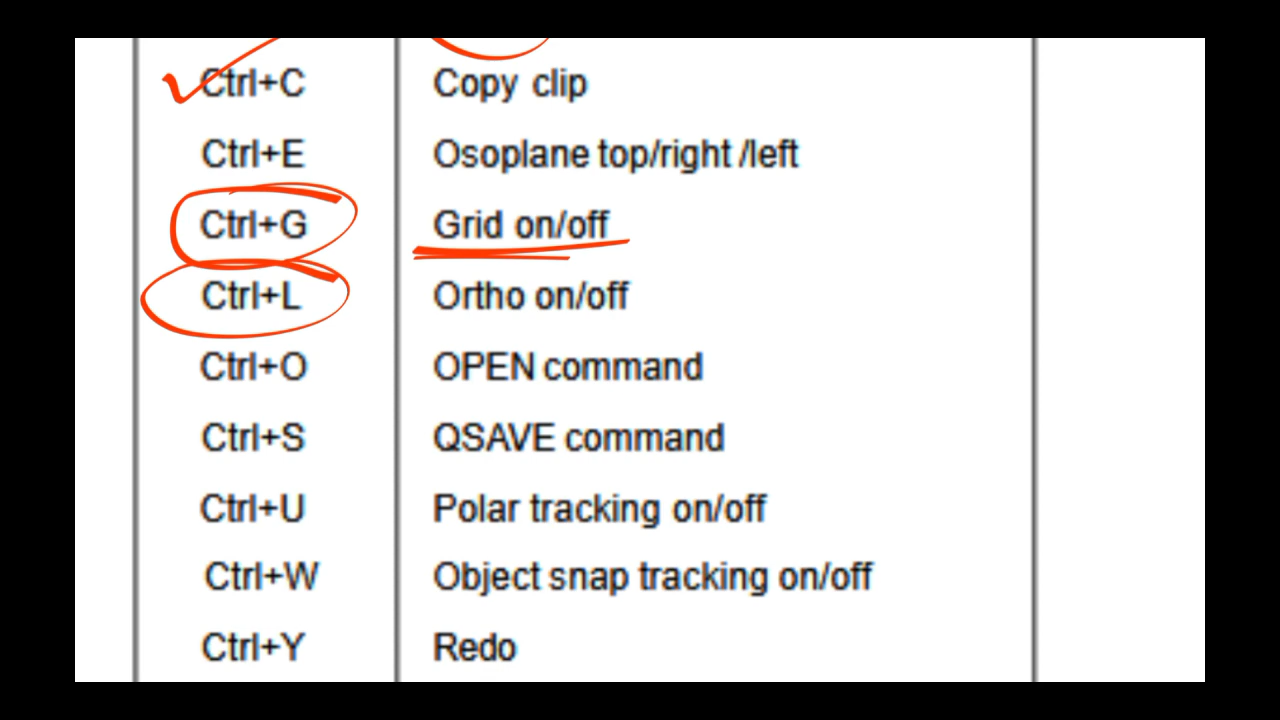 Ctrl+C Copy clip
Ctrl+E Osoplane top/right /left
Ctrl+G Grid on/off
Ctrl+L Ortho on/off
Ctrl+O OPEN command
Ctrl+S QSAVE command
Ctrl+U Polar tracking on/off
Ctrl+W Object snap tracking on/off
Ctrl+Y Redo